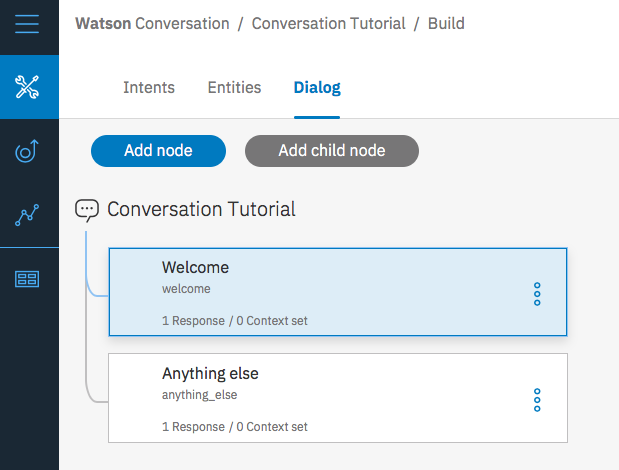 Watson Conversation / Conversation Tutorial / Build
Intents Entities Dialog
Add node Add child node
Conversation Tutorial
Welcome
welcome
1 Response / 0 Context set
Anything else
anything_else
1 Response / 0 Context set